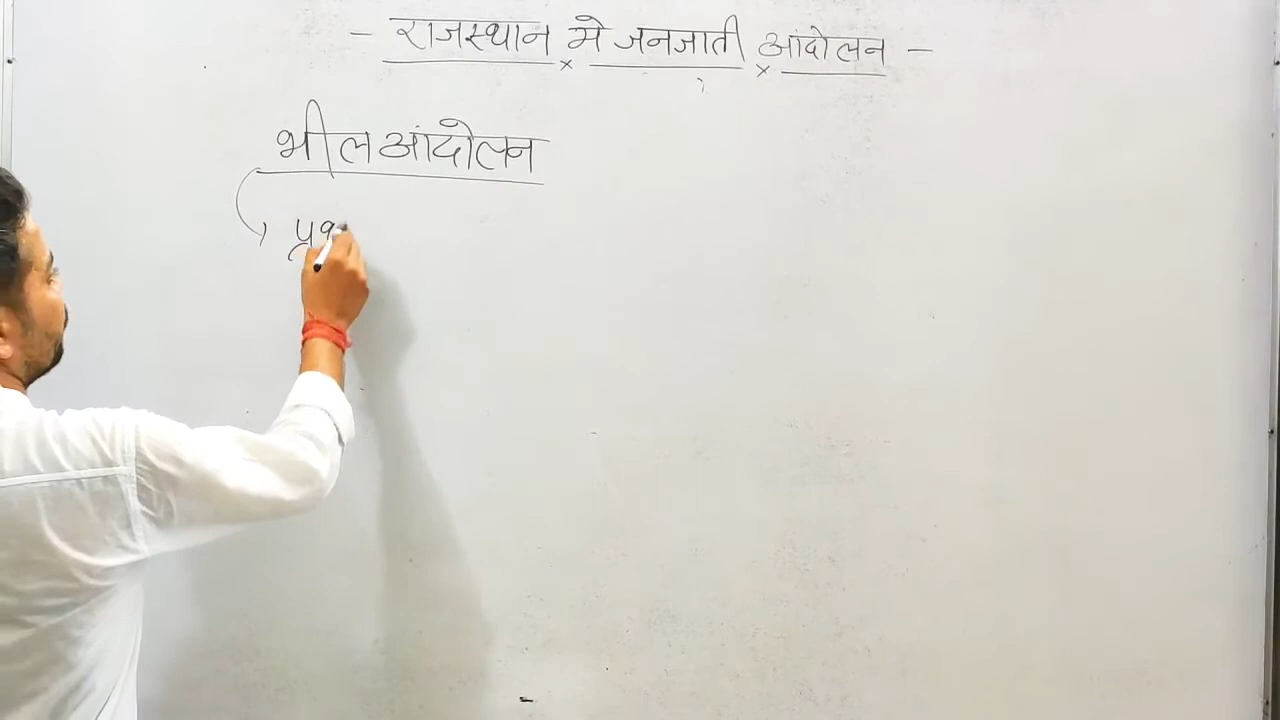 - राजस्थान मे जनजाती आंदोलन -
भील आंदोलन